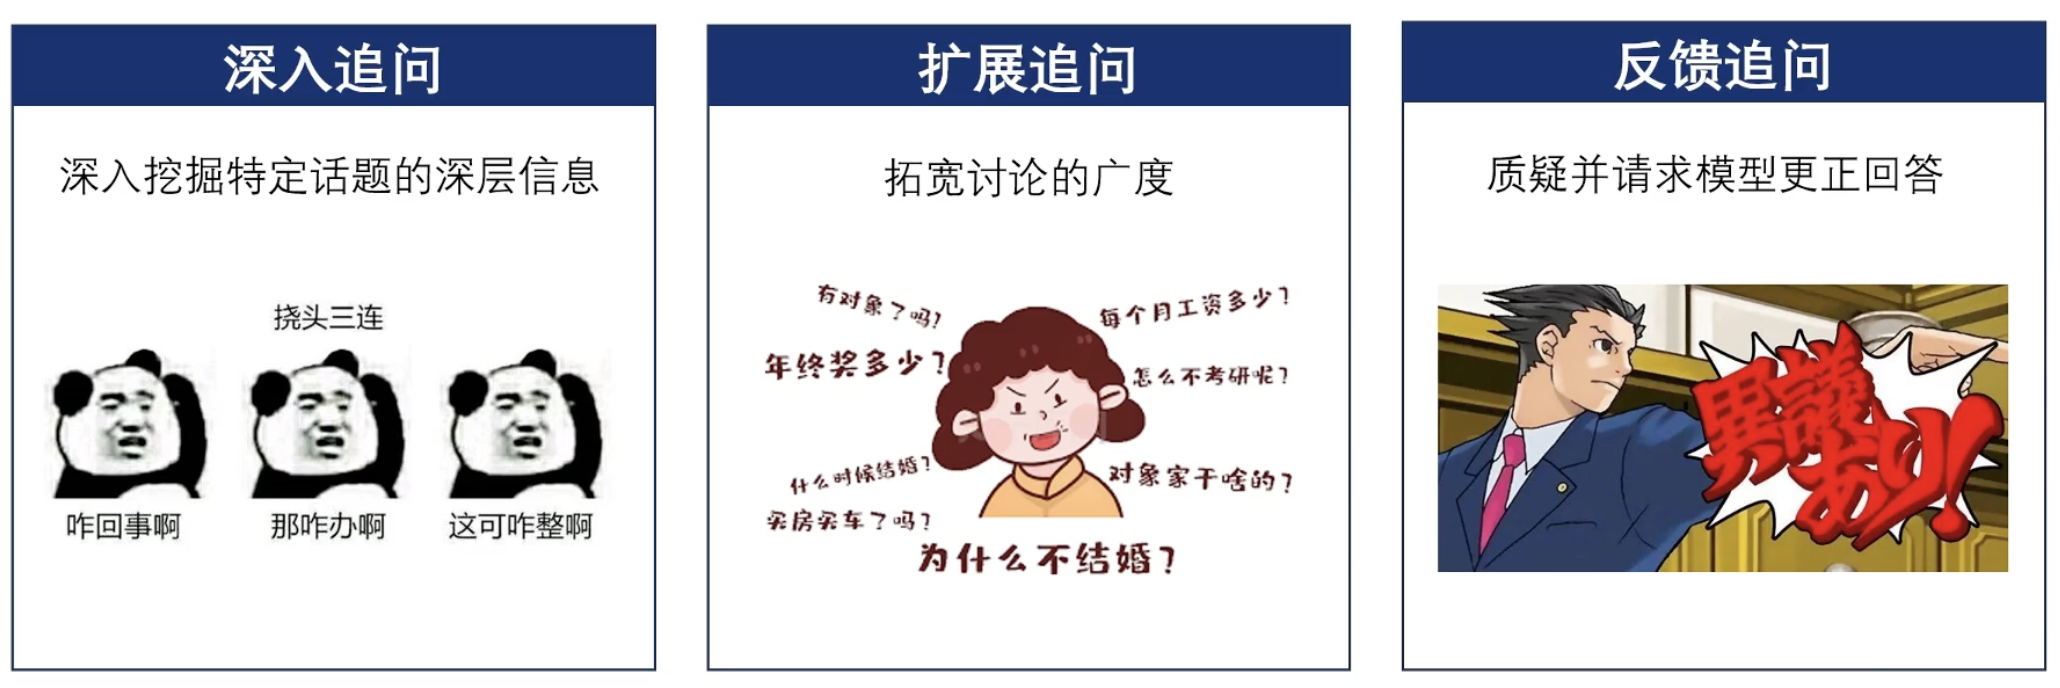 深入追问
深入挖掘特定话题的深层信息
挠头三连
咋回事啊
那咋办啊
这可咋整啊
扩展追问
拓宽讨论的广度
有对象了吗?
每个月工资多少?
年终奖多少?
怎么不考研呢?
什么时候结婚?
对象家干啥的?
买房买车了吗?
为什么不结婚?
反馈追问
质疑并请求模型更正回答
異議
あり!